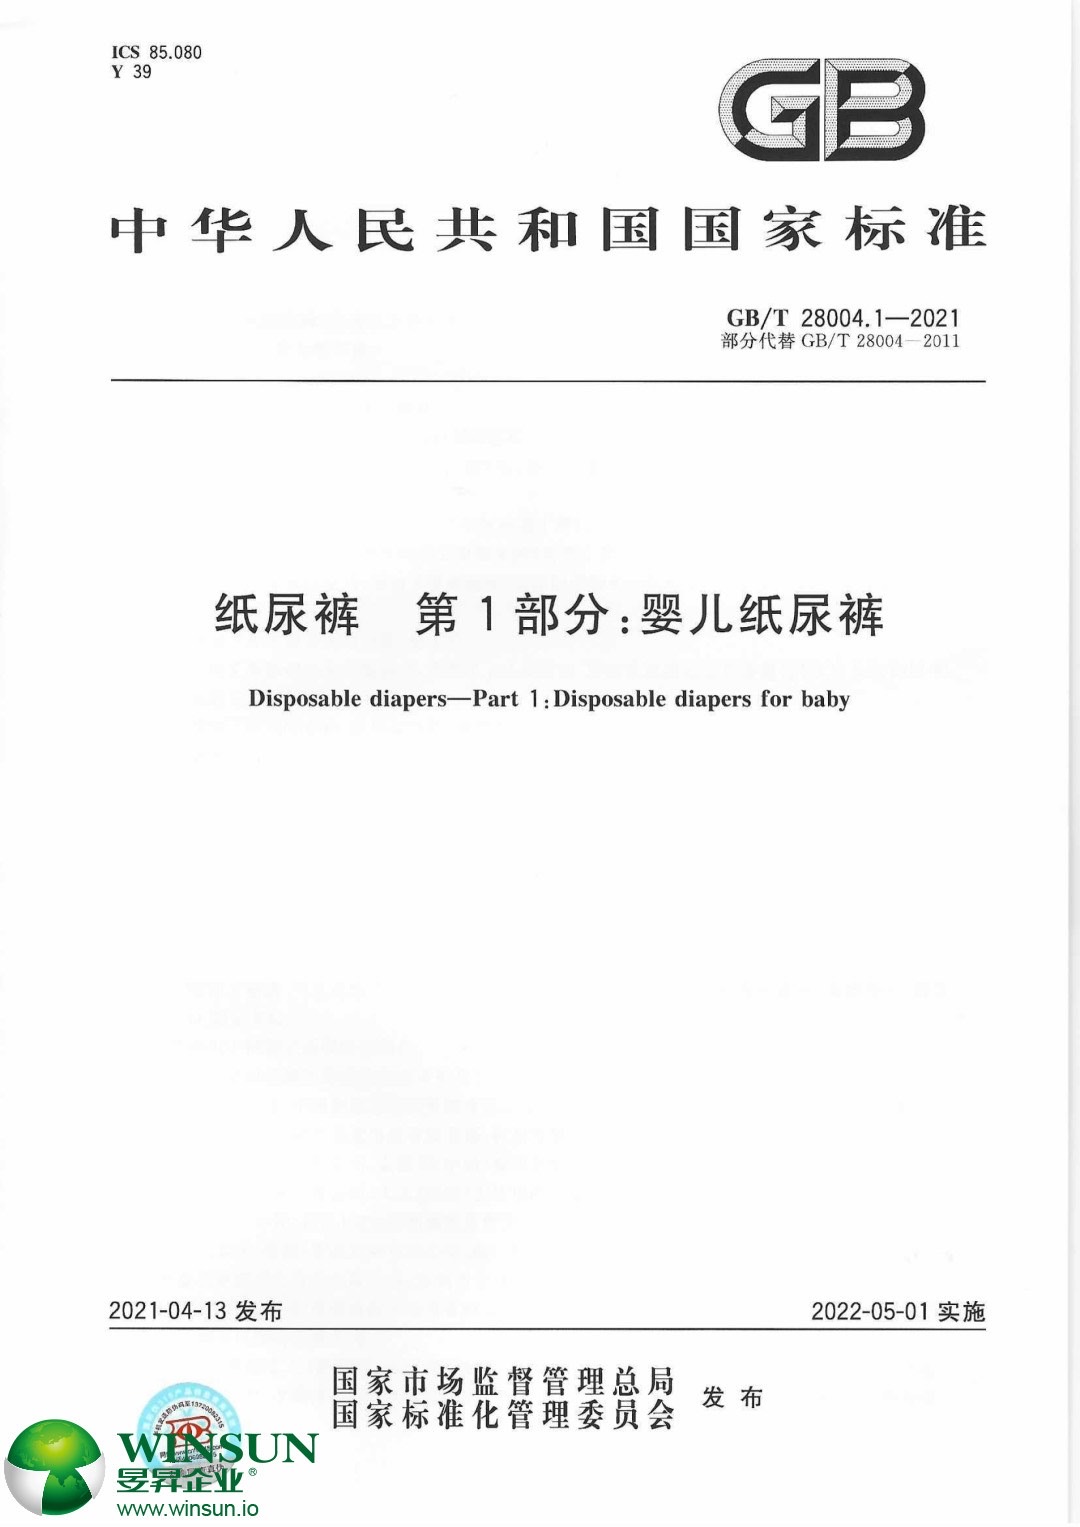 ICS 85.080
Y 39
GB
中华人民共和国国家标准
GB/T 28004.1—2021
部分代替 GB/T 28004—2011
纸尿裤 第1部分:婴儿纸尿裤
Disposable diapers—Part 1:Disposable diapers for baby
2021-04-13 发布
2022-05-01 实施
国家市场监督管理总局
国家标准化管理委员会
发布
WINSUN
昱昇企业®
www.winsun.io